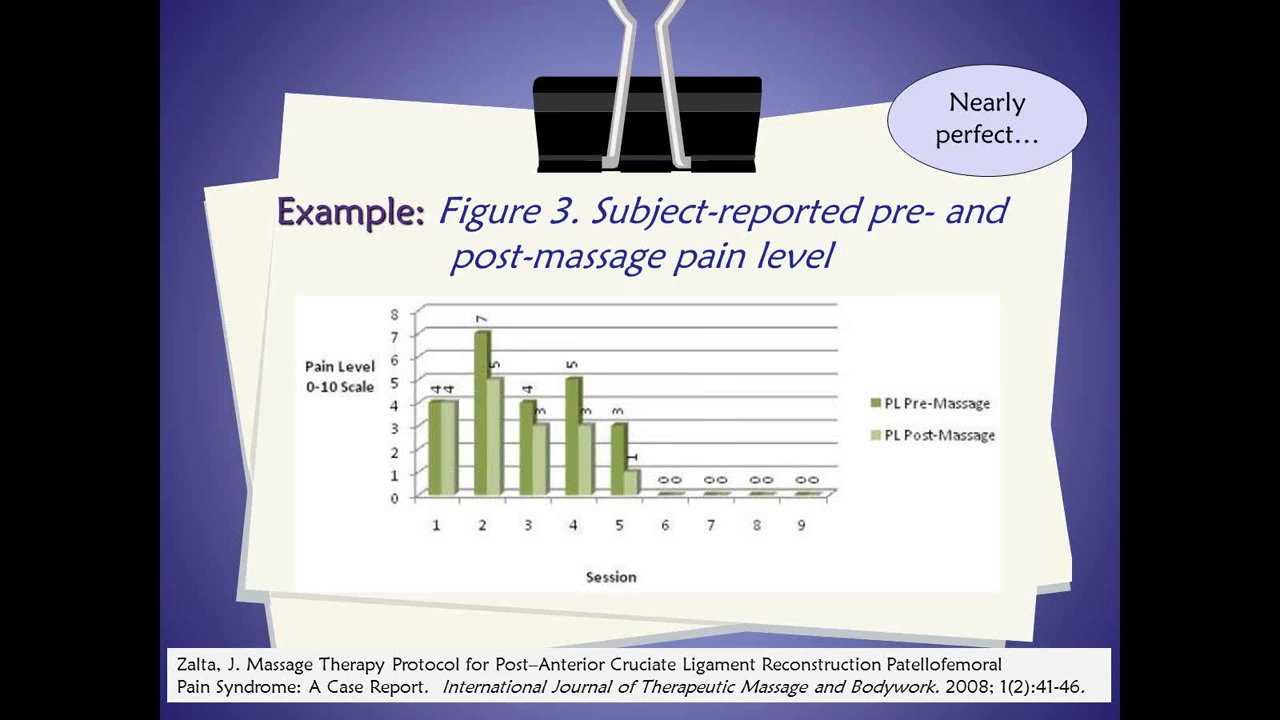 Nearly
perfect…
Example: Figure 3. Subject-reported pre- and
post-massage pain level
8
7
6
5
4
3
2
1
0
Pain Level
0-10 Scale
4 4
7 5
4 3
5 3
3 1
0 0
0 0
0 0
0 0
PL Pre-Massage
PL Post-Massage
1 2 3 4 5 6 7 8 9
Session
Zalta, J. Massage Therapy Protocol for Post–Anterior Cruciate Ligament Reconstruction Patellofemoral
Pain Syndrome: A Case Report. International Journal of Therapeutic Massage and Bodywork. 2008; 1(2):41-46.